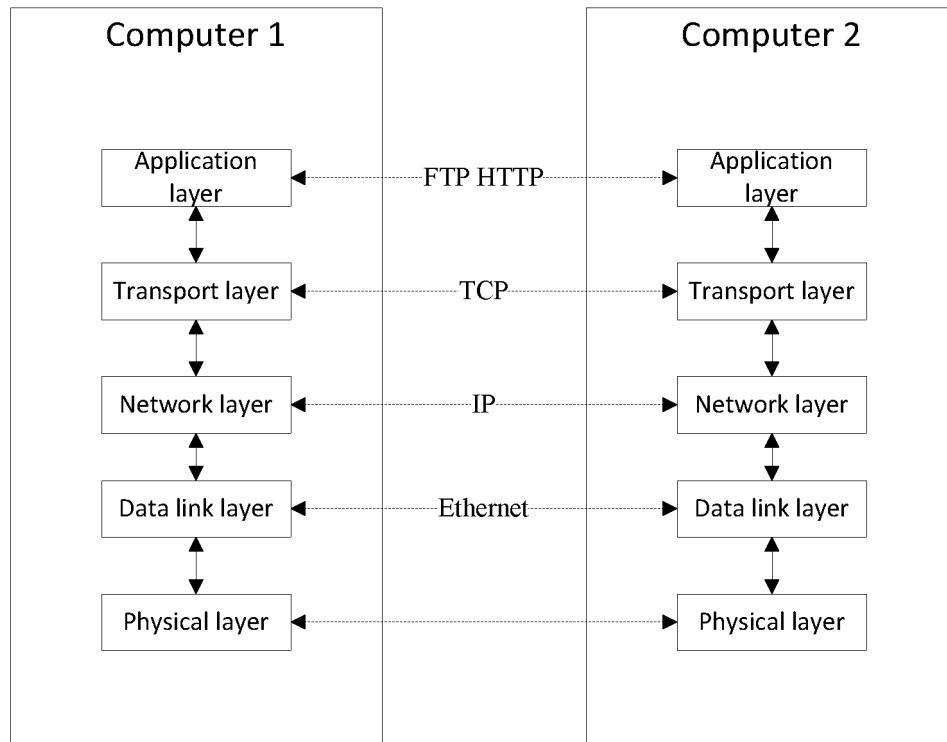 Computer 1
Computer 2
Application
layer
FTP HTTP
Application
layer
Transport layer
TCP
Transport layer
Network layer
IP
Network layer
Data link layer
Ethernet
Data link layer
Physical layer
Physical layer